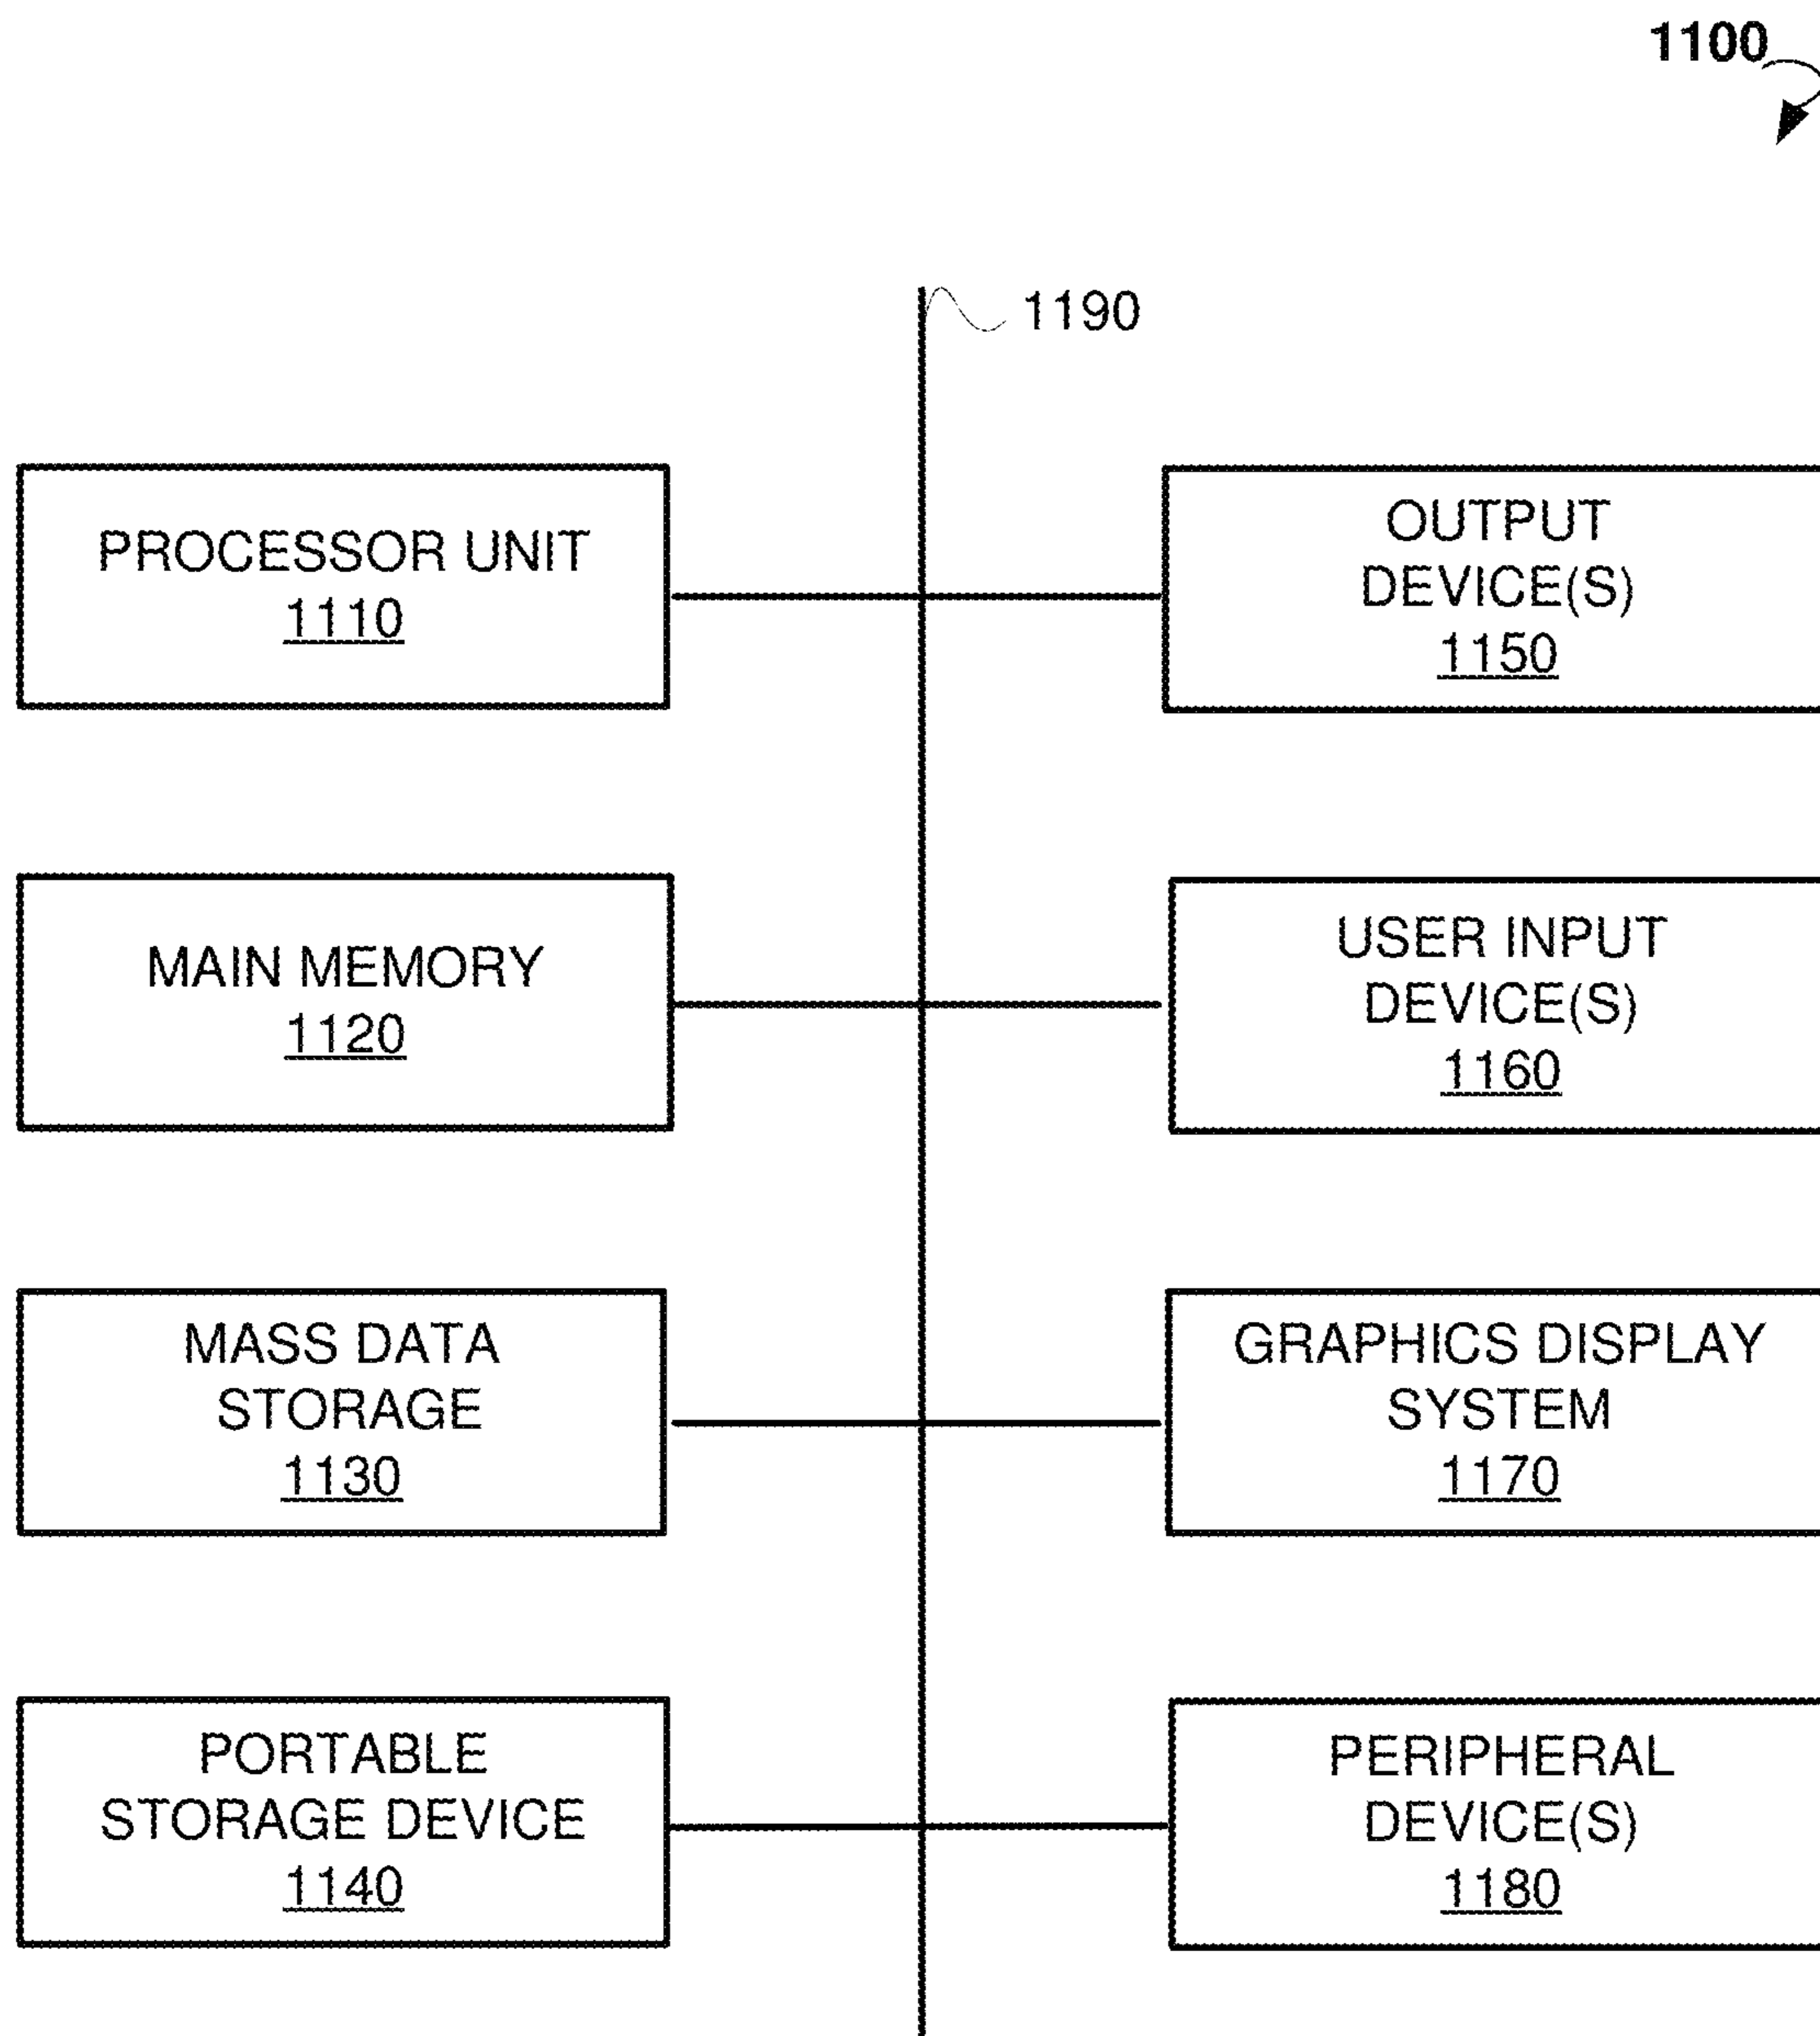 1100
1190
PROCESSOR UNIT
1110
OUTPUT
DEVICE(S)
1150
MAIN MEMORY
1120
USER INPUT
DEVICE(S)
1160
MASS DATA
STORAGE
1130
GRAPHICS DISPLAY
SYSTEM
1170
PORTABLE
STORAGE DEVICE
1140
PERIPHERAL
DEVICE(S)
1180